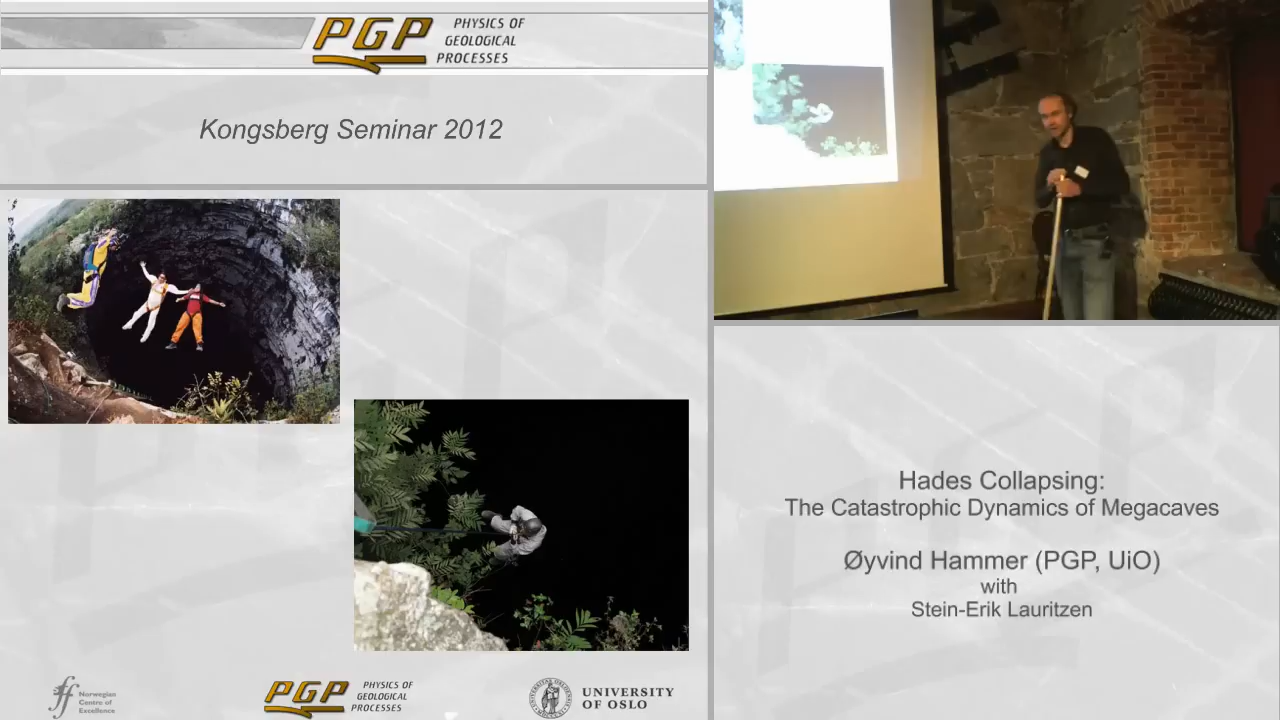 PGP
PHYSICS OF
GEOLOGICAL
PROCESSES
Kongsberg Seminar 2012
Hades Collapsing:
The Catastrophic Dynamics of Megacaves
Øyvind Hammer (PGP, UiO)
with
Stein-Erik Lauritzen
Norwegian
Centre of
Excellence
PGP
PHYSICS OF
GEOLOGICAL
PROCESSES
UNIVERSITY
OF OSLO